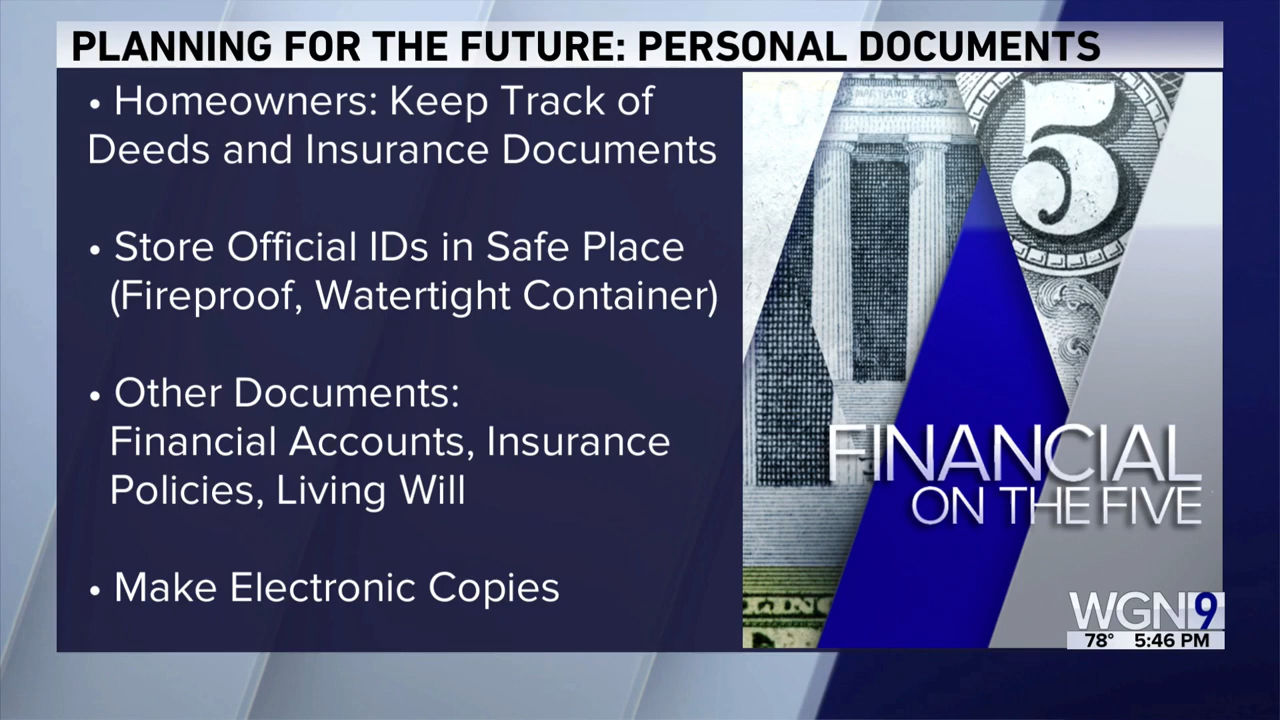 PLANNING FOR THE FUTURE: PERSONAL DOCUMENTS
• Homeowners: Keep Track of
Deeds and Insurance Documents
• Store Official IDs in Safe Place
(Fireproof, Watertight Container)
• Other Documents:
Financial Accounts, Insurance
Policies, Living Will
• Make Electronic Copies
5
FINANCIAL
ON THE FIVE
WGN9
78° 5:46 PM